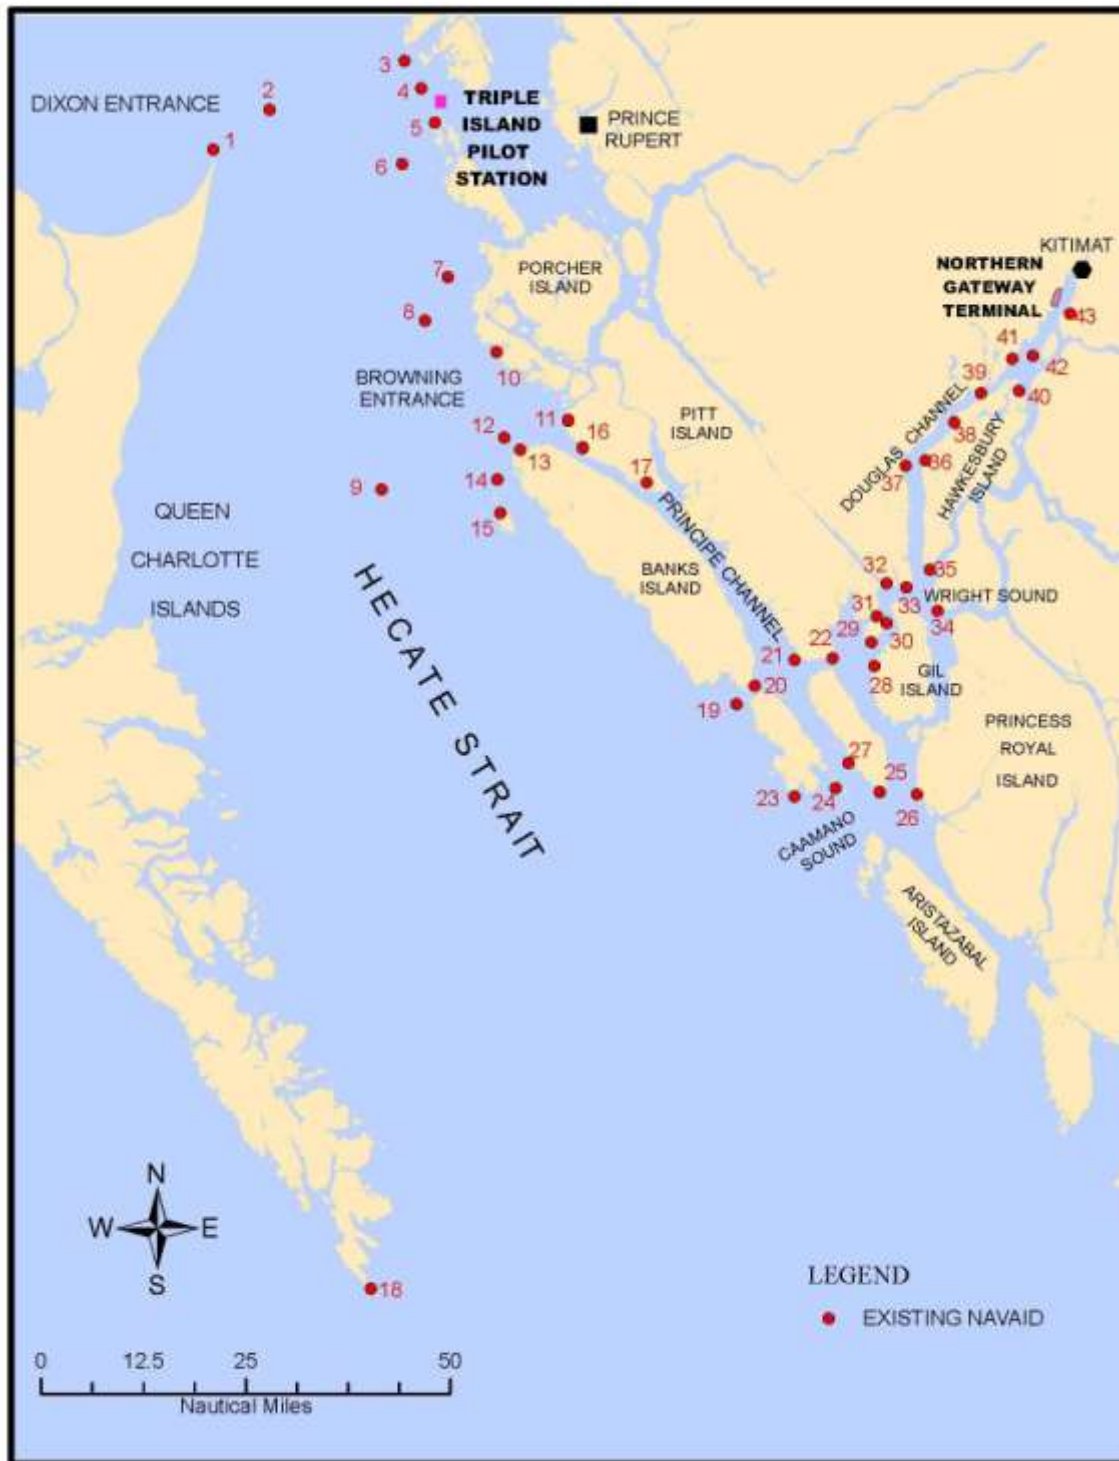 3
2
4
TRIPLE
DIXON ENTRANCE
ISLAND
PRINCE
1
5
PILOT
RUPERT
6
STATION
KITIMAT
NORTHERN
7
PORCHER
GATEWAY
ISLAND
TERMINAL
8
43
41
10
42
BROWNING
39
ENTRANCE
40
11
PITT
DOUGLAS CHANNEL
12
16
ISLAND
38
HAWKESBURY
ISLAND
13
36
14
17
37
9
QUEEN
15
PRINCIPE CHANNEL
CHARLOTTE
BANKS
32
35
ISLANDS
ISLAND
WRIGHT SOUND
HECATE STRAIT
31
33
34
29
30
22
21
GIL
28
ISLAND
20
19
PRINCESS
ROYAL
ISLAND
27
25
23
24
26
CAAMANO
SOUND
ARISTAZABAL
ISLAND
N
W
E
S
LEGEND
18
EXISTING NAVAID
0
12.5
25
50
Nautical Miles